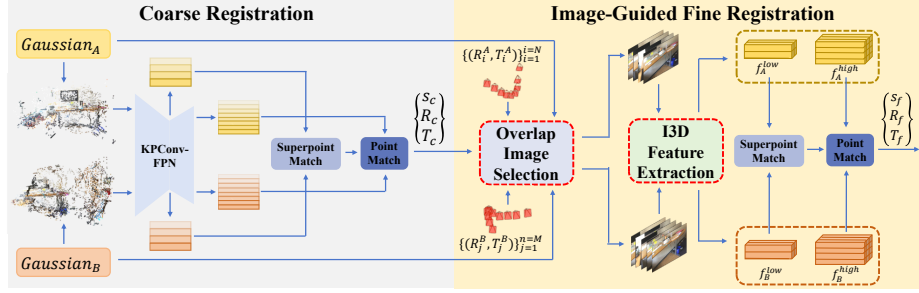 Coarse Registration
Image-Guided Fine Registration
Gaussian_A
{(R_i^A, T_i^A)}_{i=1}^{i=N}
f_A^{low}
f_A^{high}
KPConv-
FPN
Superpoint
Match
Point
Match
{s_c
R_c
T_c}
Overlap
Image
Selection
I3D
Feature
Extraction
Superpoint
Match
Point
Match
{s_f
R_f
T_f}
{(R_j^B, T_j^B)}_{j=1}^{n=M}
Gaussian_B
f_B^{low}
f_B^{high}